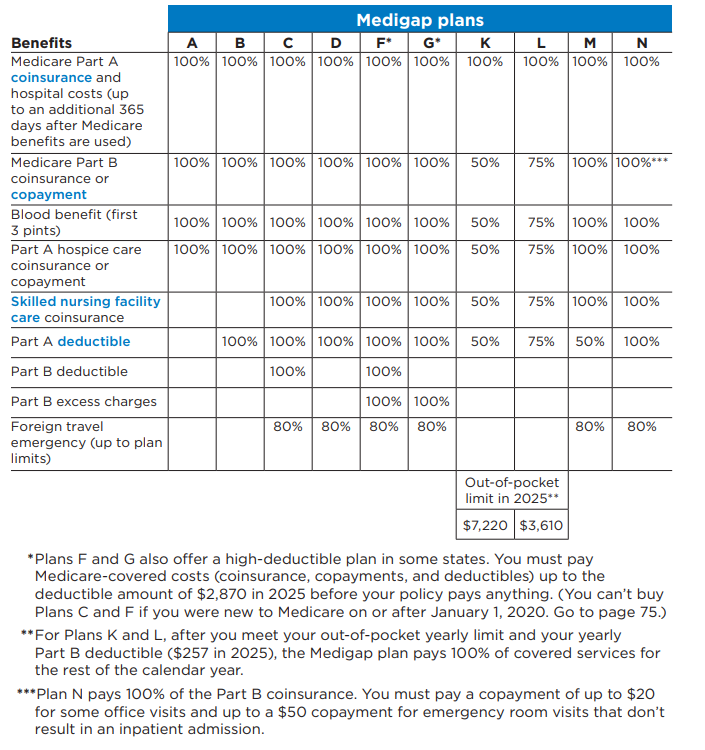 Medigap plans
Benefits A B C D F* G* K L M N
Medicare Part A 100% 100% 100% 100% 100% 100% 100% 100% 100% 100%
coinsurance and
hospital costs (up
to an additional 365
days after Medicare
benefits are used)
Medicare Part B 100% 100% 100% 100% 100% 100% 50% 75% 100% 100%***
coinsurance or
copayment
Blood benefit (first
3 pints) 100% 100% 100% 100% 100% 100% 50% 75% 100% 100%
Part A hospice care 100% 100% 100% 100% 100% 100% 50% 75% 100% 100%
coinsurance or
copayment
Skilled nursing facility 100% 100% 100% 100% 50% 75% 100% 100%
care coinsurance
Part A deductible 100% 100% 100% 100% 100% 50% 75% 50% 100%
Part B deductible 100% 100%
Part B excess charges 100% 100%
Foreign travel 80% 80% 80% 80% 80% 80%
emergency (up to plan
limits)
Out-of-pocket
limit in 2025**
$7,220 $3,610
*Plans F and G also offer a high-deductible plan in some states. You must pay
Medicare-covered costs (coinsurance, copayments, and deductibles) up to the
deductible amount of $2,870 in 2025 before your policy pays anything. (You can’t buy
Plans C and F if you were new to Medicare on or after January 1, 2020. Go to page 75.)
**For Plans K and L, after you meet your out-of-pocket yearly limit and your yearly
Part B deductible ($257 in 2025), the Medigap plan pays 100% of covered services for
the rest of the calendar year.
***Plan N pays 100% of the Part B coinsurance. You must pay a copayment of up to $20
for some office visits and up to a $50 copayment for emergency room visits that don’t
result in an inpatient admission.